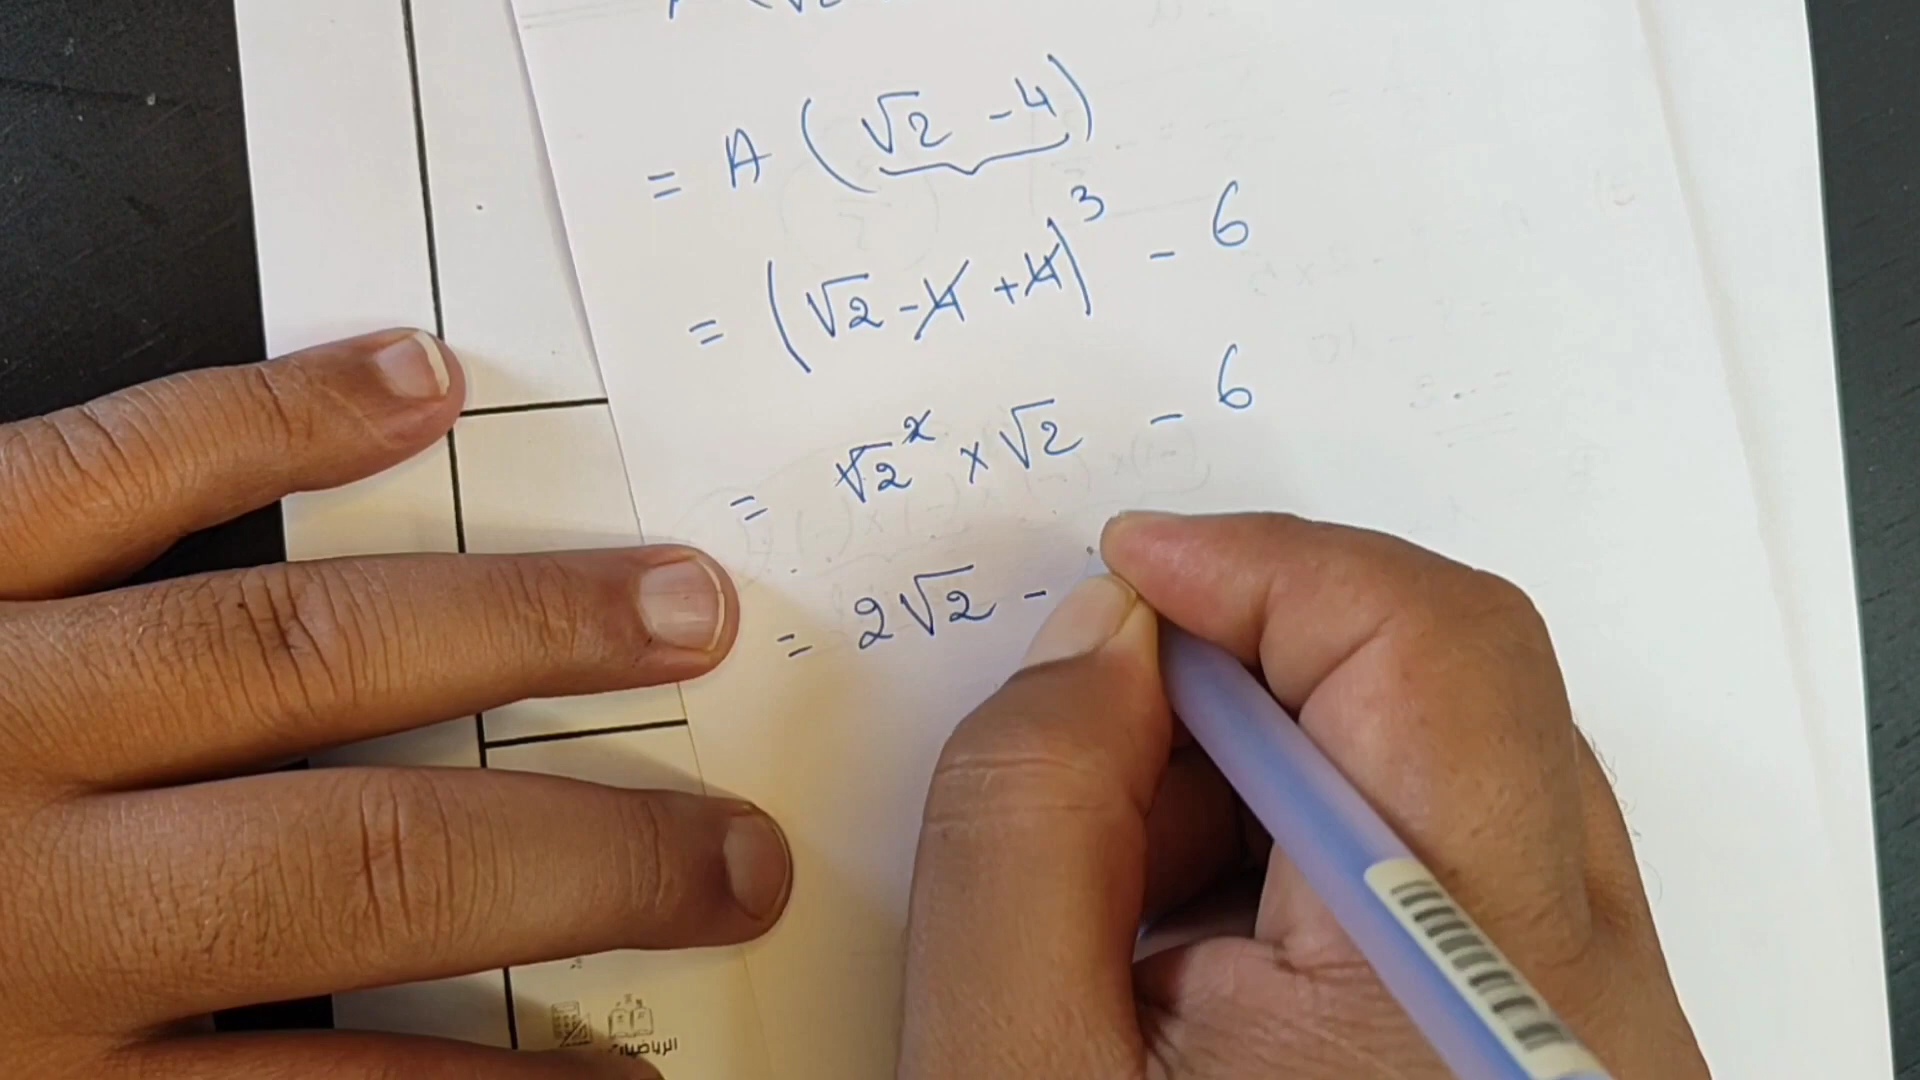 = A (√2 - 4)
= (√2 - 4 + 4)³ - 6
= √2² × √2 - 6
= 2√2 -
الرياضيات